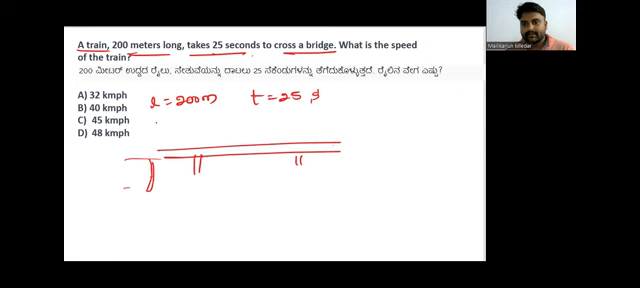 A train, 200 meters long, takes 25 seconds to cross a bridge. What is the speed
of the train?
200 ಮೀಟರ್ ಉದ್ದದ ರೈಲು, ಸೇತುವೆಯನ್ನು ದಾಟಲು 25 ಸೆಕೆಂಡುಗಳನ್ನು ತೆಗೆದುಕೊಳ್ಳುತ್ತದೆ. ರೈಲಿನ ವೇಗ ಎಷ್ಟು?
A) 32 kmph
B) 40 kmph
C) 45 kmph
D) 48 kmph
l = 200m t = 25 s
Mallikarjun killedar